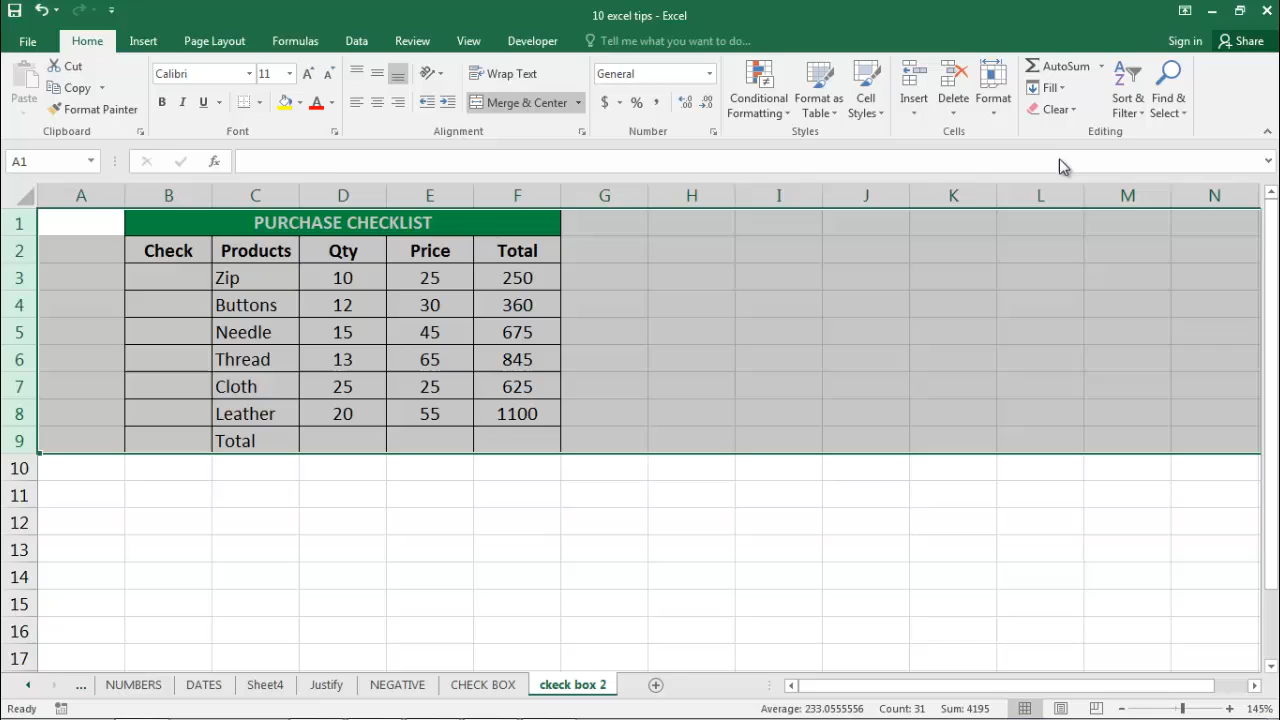 10 excel tips - Excel
File Home Insert Page Layout Formulas Data Review View Developer Tell me what you want to do... Sign in Share
Paste Cut Copy Format Painter Clipboard
Calibri 11 A A B I U A Font
Wrap Text Merge & Center Alignment
General $ % , Number
Conditional Formatting Format as Table Cell Styles Styles
Insert Delete Format Cells
AutoSum Fill Clear Sort & Filter Find & Select Editing
A1 fx
A B C D E F G H I J K L M N
1 PURCHASE CHECKLIST
2 Check Products Qty Price Total
3 Zip 10 25 250
4 Buttons 12 30 360
5 Needle 15 45 675
6 Thread 13 65 845
7 Cloth 25 25 625
8 Leather 20 55 1100
9 Total
10
11
12
13
14
15
16
17
... NUMBERS DATES Sheet4 Justify NEGATIVE CHECK BOX ckeck box 2
Ready Average: 233.0555556 Count: 31 Sum: 4195 145%